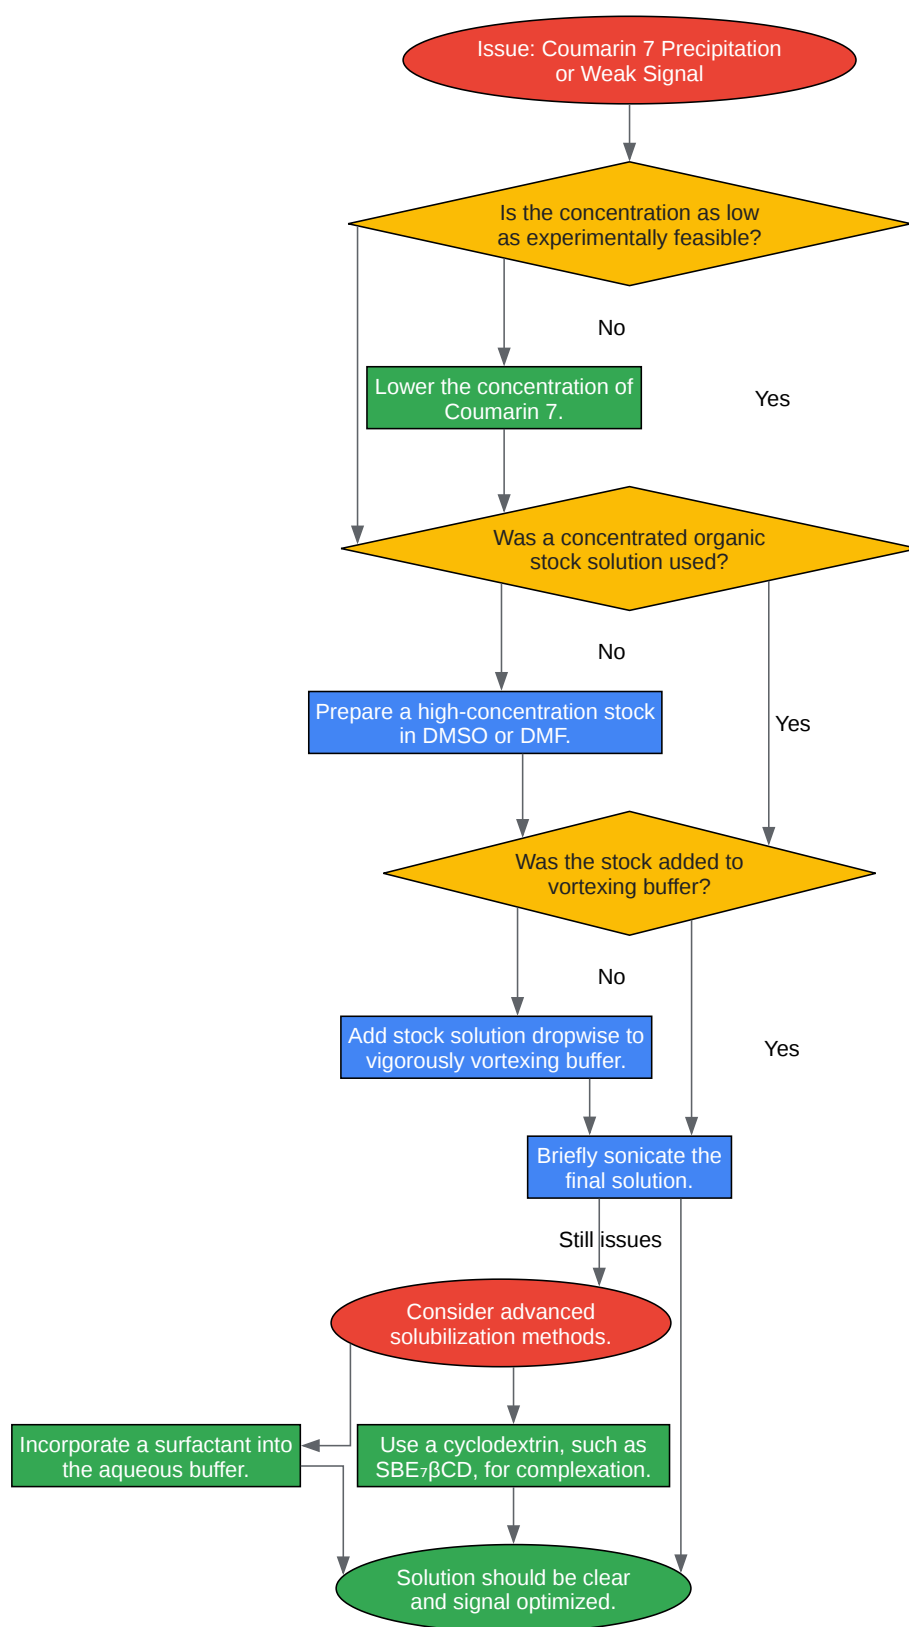 Issue: Coumarin 7 Precipitation
or Weak Signal
Is the concentration as low
as experimentally feasible?
No
Lower the concentration of
Coumarin 7.
Yes
Was a concentrated organic
stock solution used?
No
Prepare a high-concentration stock
in DMSO or DMF.
Yes
Was the stock added to
vortexing buffer?
No
Add stock solution dropwise to
vigorously vortexing buffer.
Yes
Briefly sonicate the
final solution.
Still issues
Consider advanced
solubilization methods.
Incorporate a surfactant into
the aqueous buffer.
Use a cyclodextrin, such as
SBE₇βCD, for complexation.
Solution should be clear
and signal optimized.